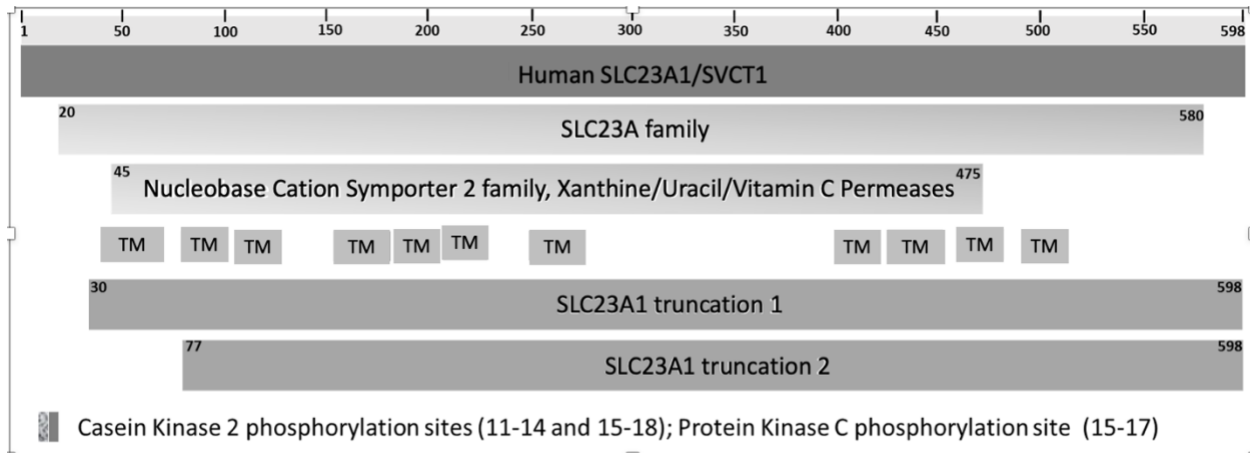 1 50 100 150 200 250 300 350 400 450 500 550 598
Human SLC23A1/SVCT1
20 SLC23A family 580
45 Nucleobase Cation Symporter 2 family, Xanthine/Uracil/Vitamin C Permeases 475
TM TM TM TM TM TM TM TM TM TM TM
30 SLC23A1 truncation 1 598
77 SLC23A1 truncation 2 598
Casein Kinase 2 phosphorylation sites (11-14 and 15-18); Protein Kinase C phosphorylation site (15-17)